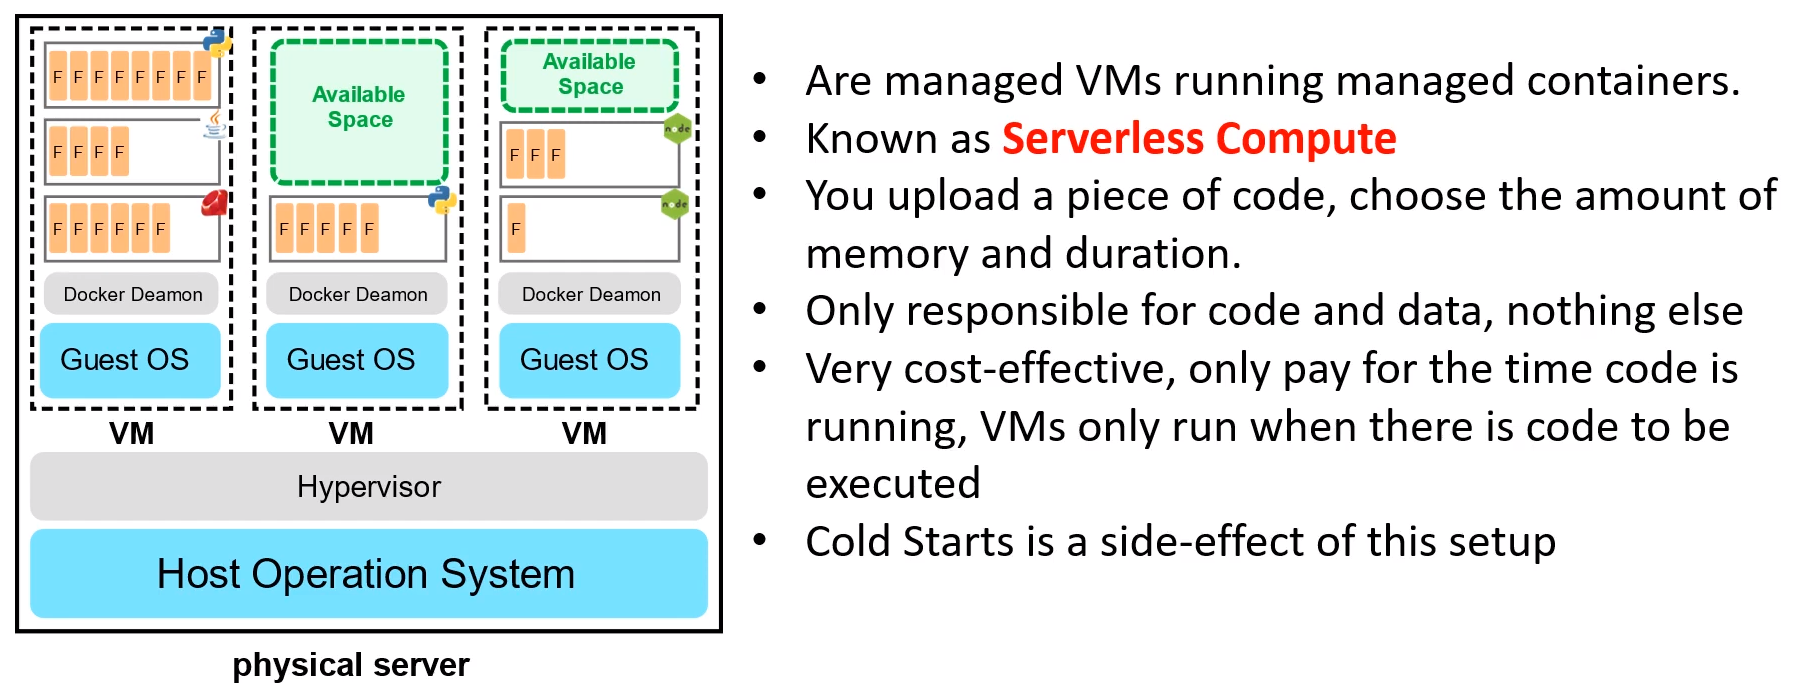 F F F F F F F F
F F F F
F F F F F F
Docker Deamon
Guest OS
VM
Available
Space
F F F F F
Docker Deamon
Guest OS
VM
Available
Space
node
F F F
node
F
Docker Deamon
Guest OS
VM
Hypervisor
Host Operation System
physical server
• Are managed VMs running managed containers.
• Known as Serverless Compute
• You upload a piece of code, choose the amount of
memory and duration.
• Only responsible for code and data, nothing else
• Very cost-effective, only pay for the time code is
running, VMs only run when there is code to be
executed
• Cold Starts is a side-effect of this setup